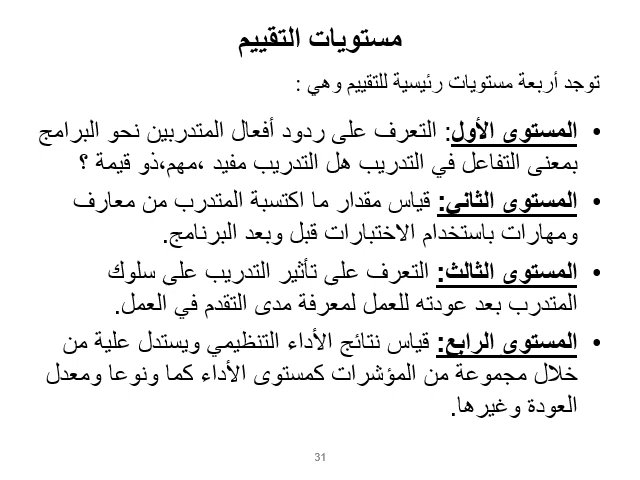 مستويات التقييم
توجد أربعة مستويات رئيسية للتقييم وهي :
• المستوى الأول: التعرف على ردود أفعال المتدربين نحو البرامج
بمعنى التفاعل في التدريب هل التدريب مفيد ،مهم،ذو قيمة ؟
• المستوى الثاني: قياس مقدار ما اكتسبة المتدرب من معارف
ومهارات باستخدام الاختبارات قبل وبعد البرنامج.
• المستوى الثالث: التعرف على تأثير التدريب على سلوك
المتدرب بعد عودته للعمل لمعرفة مدى التقدم في العمل.
• المستوى الرابع: قياس نتائج الأداء التنظيمي ويستدل علية من
خلال مجموعة من المؤشرات كمستوى الأداء كما ونوعا ومعدل
العودة وغيرها.
31